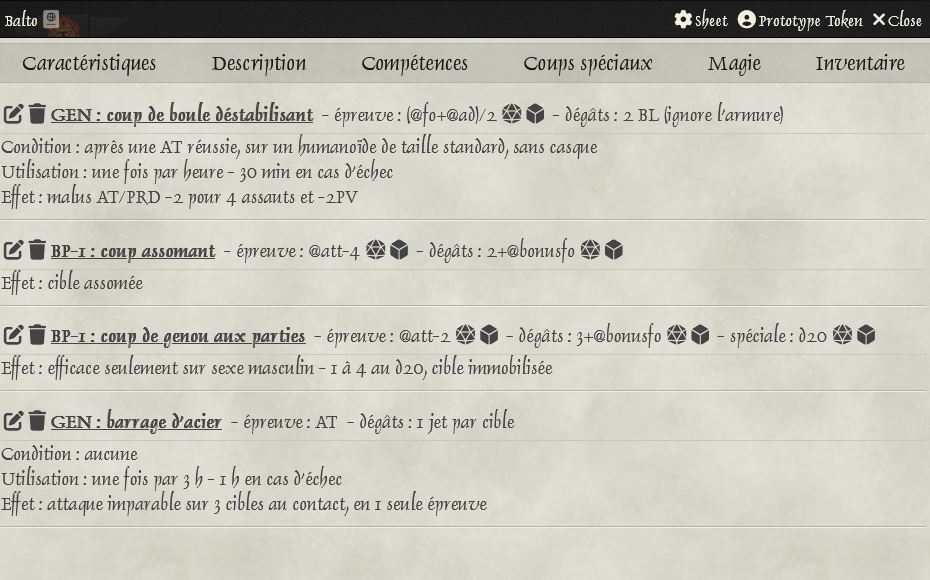 Balto Sheet Prototype Token Close
Caractéristiques Description Compétences Coups spéciaux Magie Inventaire
GEN : coup de boule déstabilisant - épreuve : (@fo+@ad)/2 - dégâts : 2 BL (ignore l'armure)
Condition : après une AT réussie, sur un humanoïde de taille standard, sans casque
Utilisation : une fois par heure - 30 min en cas d'échec
Effet : malus AT/PRD -2 pour 4 assauts et -2PV
BP-1 : coup assomant - épreuve : @att-4 - dégâts : 2+@bonusfo
Effet : cible assomée
BP-1 : coup de genou aux parties - épreuve : @att-2 - dégâts : 3+@bonusfo - spéciale : d20
Effet : efficace seulement sur sexe masculin - 1 à 4 au d20, cible immobilisée
GEN : barrage d'acier - épreuve : AT - dégâts : 1 jet par cible
Condition : aucune
Utilisation : une fois par 3 h - 1 h en cas d'échec
Effet : attaque imparable sur 3 cibles au contact, en 1 seule épreuve